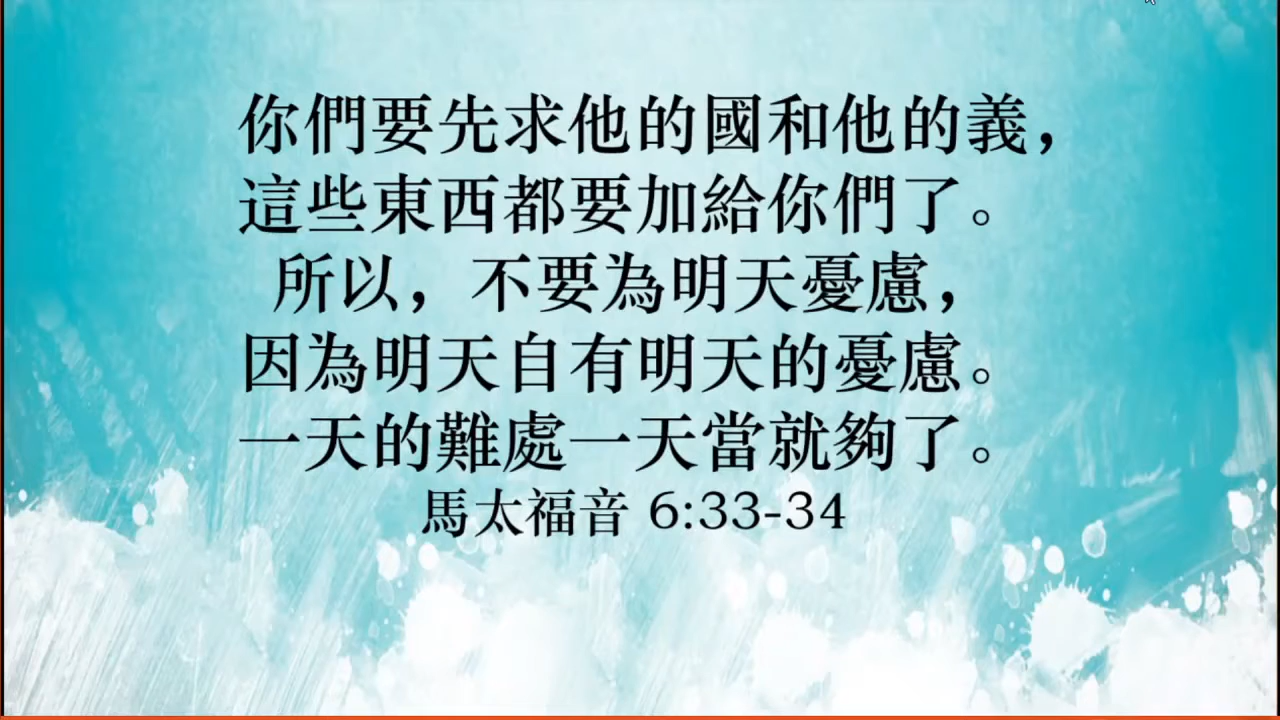 你們要先求他的國和他的義，
這些東西都要加給你們了。
所以，不要為明天憂慮，
因為明天自有明天的憂慮。
一天的難處一天當就夠了。
馬太福音 6:33-34